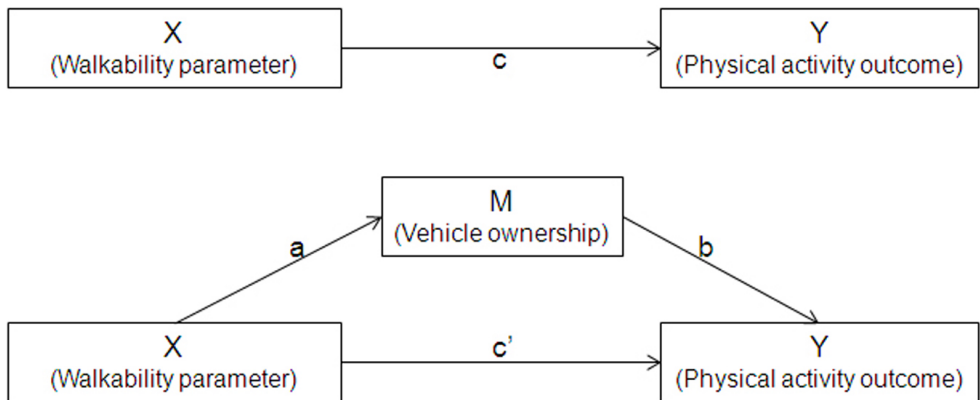 X
(Walkability parameter)
c
Y
(Physical activity outcome)
M
(Vehicle ownership)
a
b
X
(Walkability parameter)
c’
Y
(Physical activity outcome)